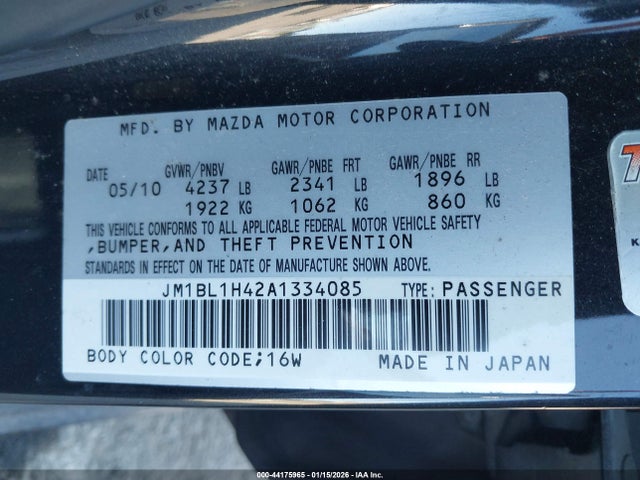 MFD. BY MAZDA MOTOR CORPORATION
DATE GVWR/PNBV GAWR/PNBE FRT GAWR/PNBE RR
05/10 4237 LB 2341 LB 1896 LB
1922 KG 1062 KG 860 KG
THIS VEHICLE CONFORMS TO ALL APPLICABLE FEDERAL MOTOR VEHICLE SAFETY
,BUMPER,AND THEFT PREVENTION
STANDARDS IN EFFECT ON THE DATE OF MANUFACTURE SHOWN ABOVE.
JM1BL1H42A1334085 TYPE:PASSENGER
BODY COLOR CODE;16W MADE IN JAPAN
000-44175965 - 01/15/2026 - IAA Inc.